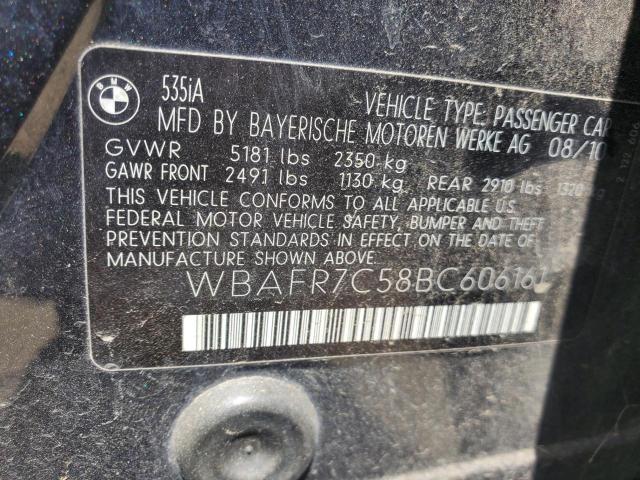 BMW
535iA
VEHICLE TYPE: PASSENGER CAR
MFD BY BAYERISCHE MOTOREN WERKE AG 08/10
GVWR 5181 lbs 2350 kg
GAWR FRONT 2491 lbs 1130 kg REAR 2910 lbs 1320 kg
THIS VEHICLE CONFORMS TO ALL APPLICABLE U.S.
FEDERAL MOTOR VEHICLE SAFETY, BUMPER AND THEFT
PREVENTION STANDARDS IN EFFECT ON THE DATE OF
MANUFACTURE SHOWN ABOVE.
WBAFR7C58BC606161